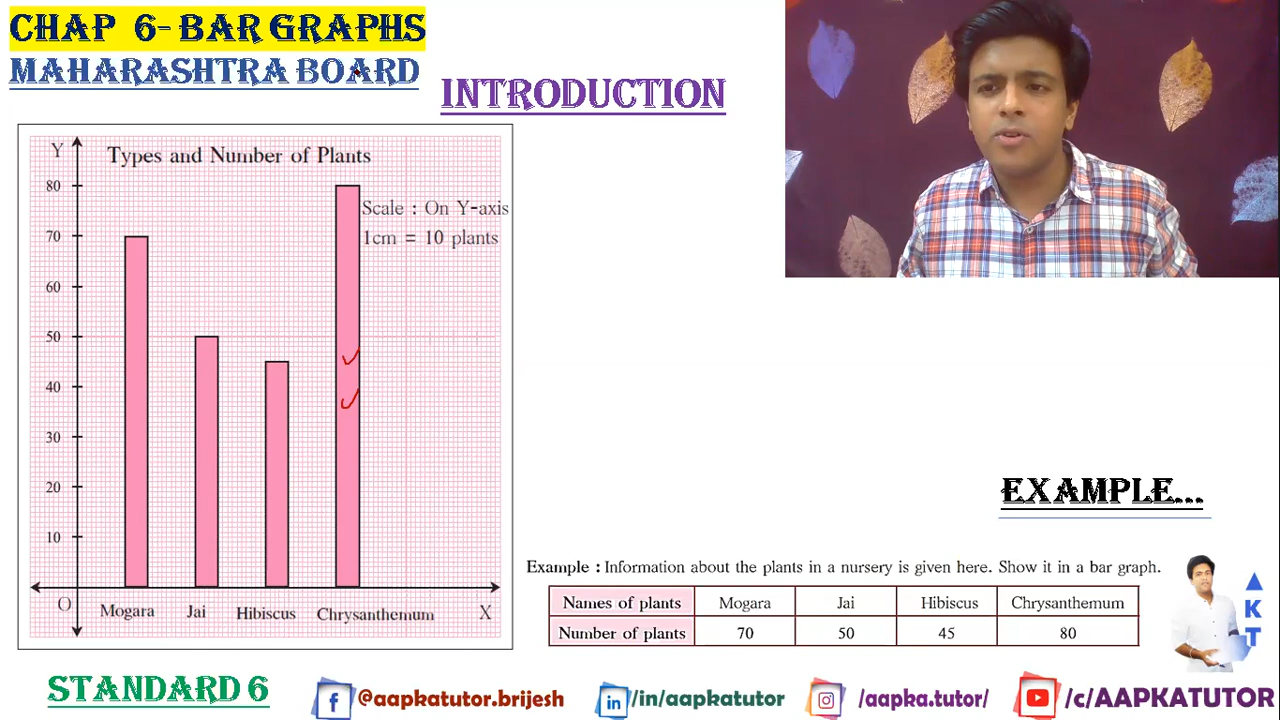 CHAP 6- BAR GRAPHS
MAHARASHTRA BOARD
INTRODUCTION
Y
Types and Number of Plants
80
Scale : On Y-axis
70
1cm = 10 plants
60
50
40
30
20
10
O
Mogara Jai Hibiscus Chrysanthemum X
EXAMPLE...
Example : Information about the plants in a nursery is given here. Show it in a bar graph.
Names of plants Mogara Jai Hibiscus Chrysanthemum
Number of plants 70 50 45 80
AKT
STANDARD 6
@aapkatutor.brijesh
/in/aapkatutor
/aapka.tutor/
/c/AAPKATUTOR